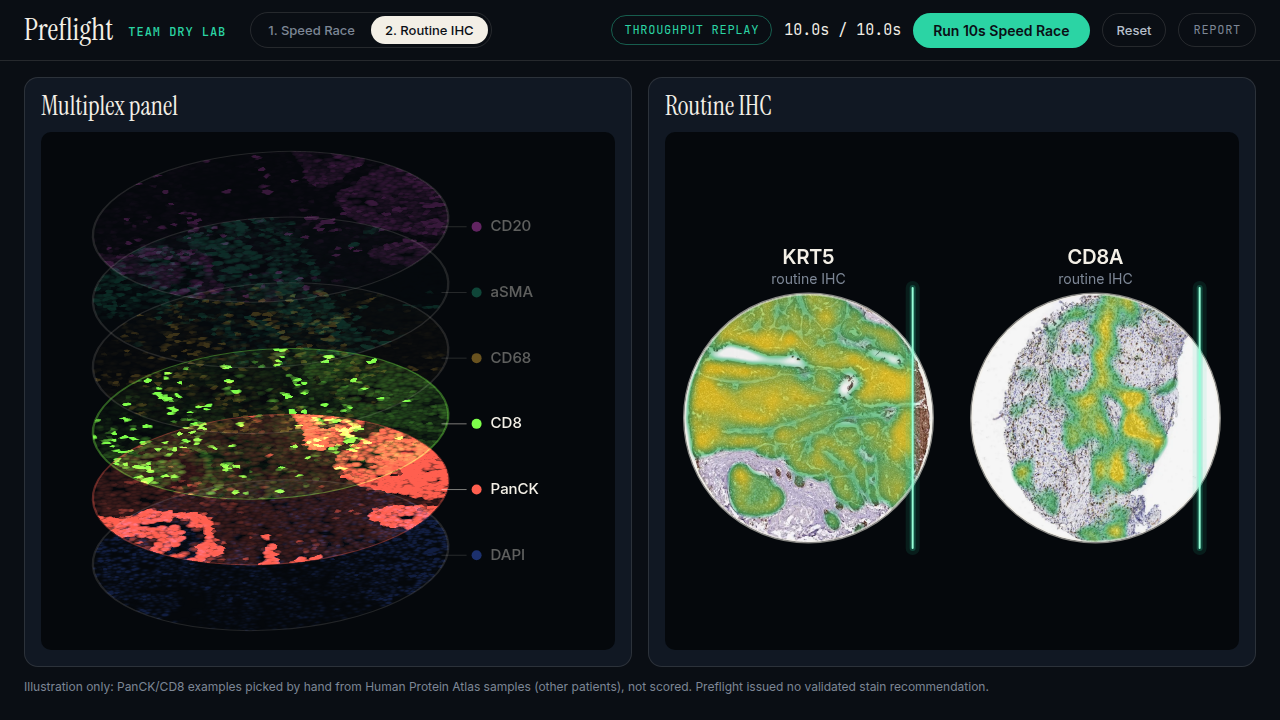 Preflight TEAM DRY LAB 1. Speed Race 2. Routine IHC THROUGHPUT REPLAY 10.0s / 10.0s Run 10s Speed Race Reset REPORT
Multiplex panel
CD20
aSMA
CD68
CD8
PanCK
DAPI
Routine IHC
KRT5
routine IHC
CD8A
routine IHC
Illustration only: PanCK/CD8 examples picked by hand from Human Protein Atlas samples (other patients), not scored. Preflight issued no validated stain recommendation.